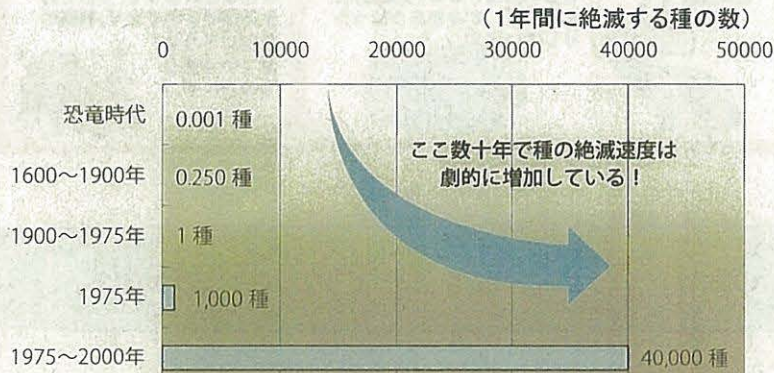 （1年間に絶滅する種の数）
0 10000 20000 30000 40000 50000
恐竜時代 0.001 種
ここ数十年で種の絶滅速度は
劇的に増加している！
1600〜1900年 0.250 種
1900〜1975年 1 種
1975年 1,000 種
1975〜2000年 40,000 種